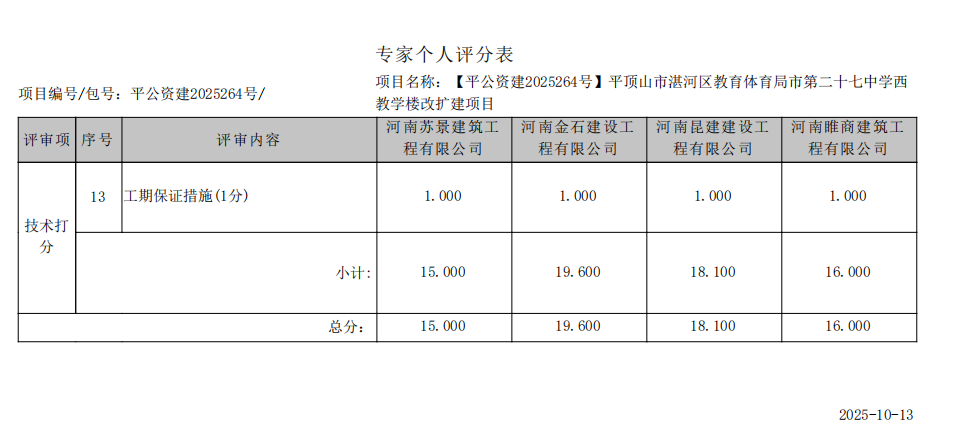 专家个人评分表
项目编号/包号：平公资建2025264号/
项目名称：【平公资建2025264号】平顶山市湛河区教育体育局市第二十七中学西
教学楼改扩建项目
评审项 序号 评审内容 河南苏景建筑工程有限公司 河南金石建设工程有限公司 河南昆建建设工程有限公司 河南睢商建筑工程有限公司
技术打分 13 工期保证措施(1分) 1.000 1.000 1.000 1.000
小计: 15.000 19.600 18.100 16.000
总分: 15.000 19.600 18.100 16.000
2025-10-13